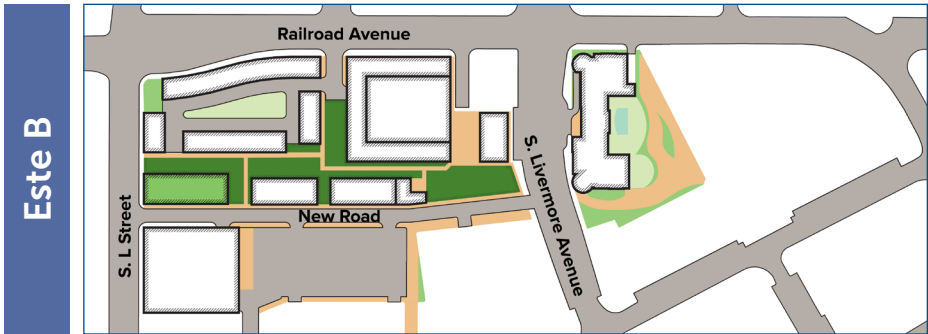 Este B
Railroad Avenue
S. L Street
New Road
S. Livermore Avenue